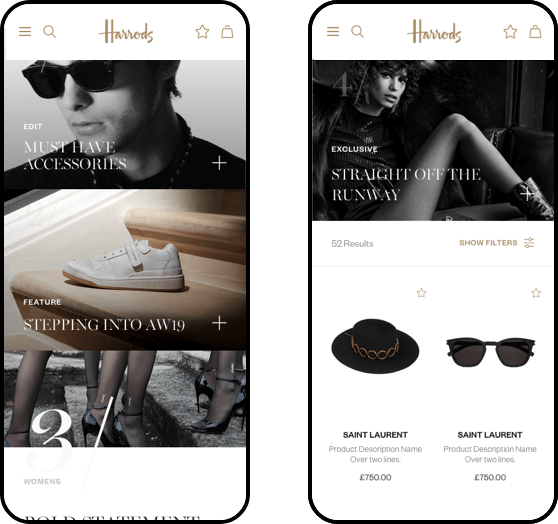 Harrods
EDIT
MUST HAVE
ACCESSORIES
FEATURE
STEPPING INTO AW19
3/
WOMENS
BOLD STATEMENT
Harrods
4/
EXCLUSIVE
STRAIGHT OFF THE
RUNWAY
52 Results
SHOW FILTERS
SAINT LAURENT
Product Description Name
Over two lines.
£750.00
SAINT LAURENT
Product Description Name
Over two lines.
£750.00